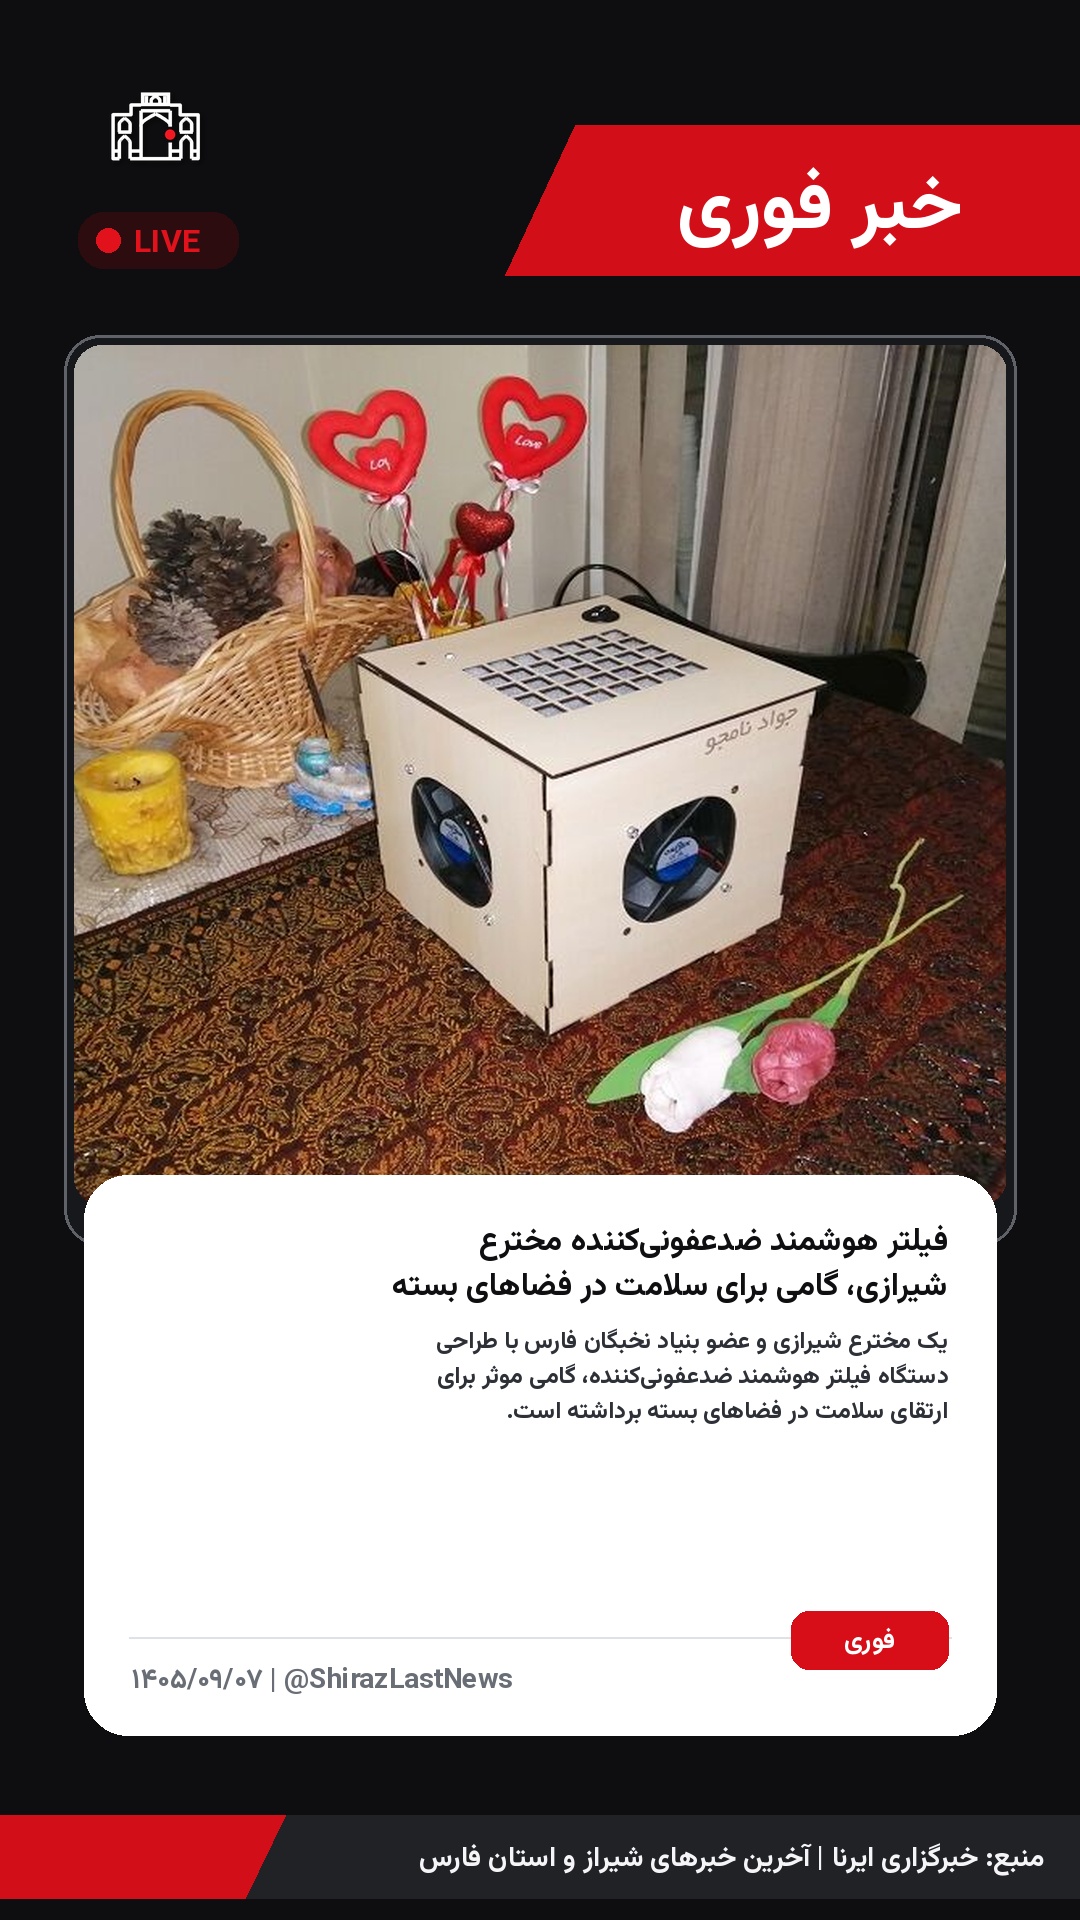 خبر فوری
LIVE
Love
جواد نامجو
فیلتر هوشمند ضدعفونی‌کننده مخترع
شیرازی، گامی برای سلامت در فضاهای بسته
یک مخترع شیرازی و عضو بنیاد نخبگان فارس با طراحی
دستگاه فیلتر هوشمند ضدعفونی‌کننده، گامی موثر برای
ارتقای سلامت در فضاهای بسته برداشته است.
فوری
۱۴۰۵/۰۹/۰۷ | @ShirazLastNews
منبع: خبرگزاری ایرنا | آخرین خبرهای شیراز و استان فارس